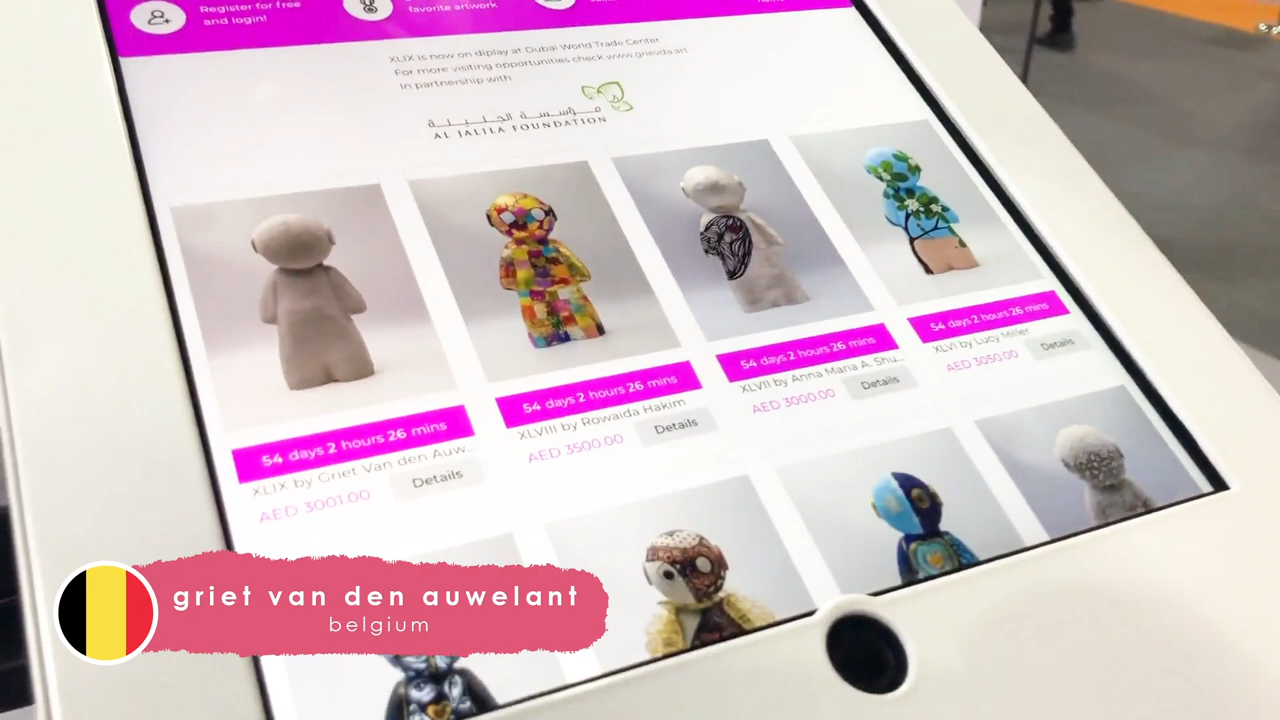 Register for free
and login!
favorite artwork
XLIX is now on diplay at Dubai World Trade Center
For more visiting opportunities check www.grievda.art
In partnership with
مؤسسة الجليلة
AL JALILA FOUNDATION
54 days 2 hours 26 mins
XLIX by Griet Van den Auw...
AED 3001.00
Details
54 days 2 hours 26 mins
XLVIII by Rowaida Hakim
AED 3500.00
Details
54 days 2 hours 26 mins
XLVII by Anna Maria A. Shu...
AED 3000.00
Details
54 days 2 hours 26 mins
XLVI by Lucy Miller
AED 3050.00
Details
griet van den auwelant
belgium